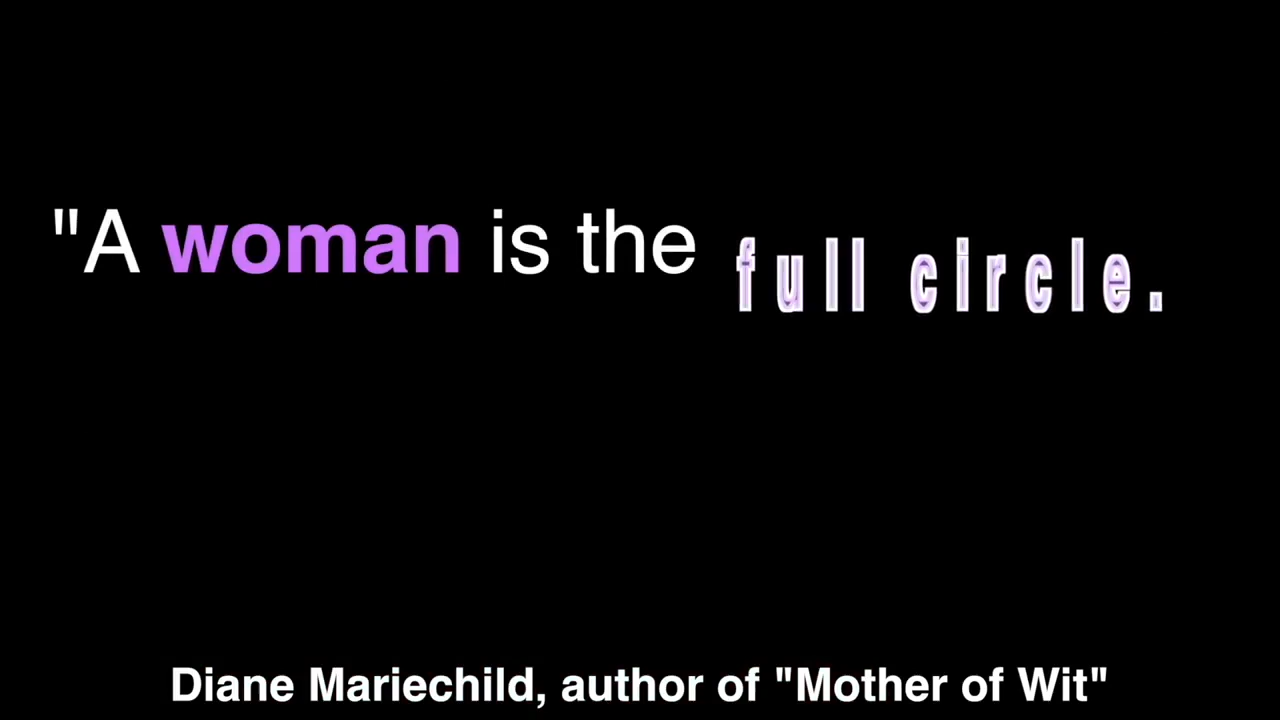 "A woman is the full circle.
Diane Mariechild, author of "Mother of Wit"